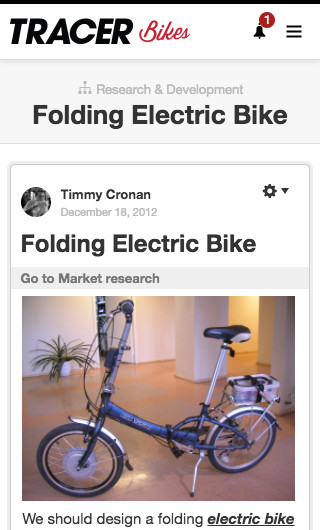 TRACER Bikes
1
Research & Development
Folding Electric Bike
Timmy Cronan
December 18, 2012
Folding Electric Bike
Go to Market research
We should design a folding electric bike